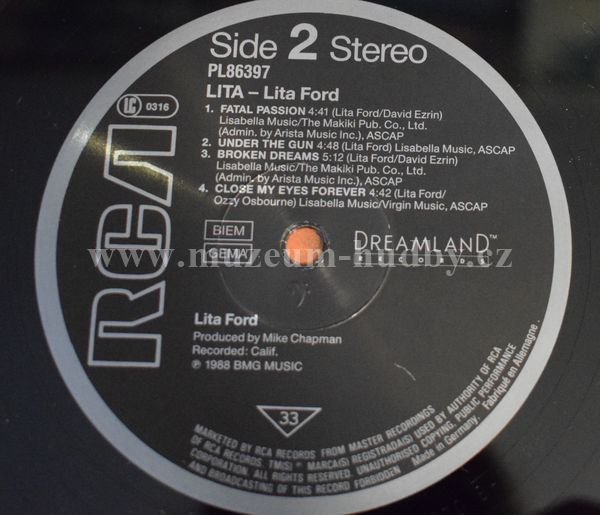 Side 2 Stereo
PL86397
LITA – Lita Ford
1. FATAL PASSION 4:41 (Lita Ford/David Ezrin)
Lisabella Music/The Makiki Pub. Co., Ltd.
(Admin. by Arista Music Inc.), ASCAP
2. UNDER THE GUN 4:48 (Lita Ford) Lisabella Music, ASCAP
3. BROKEN DREAMS 5:12 (Lita Ford/David Ezrin)
Lisabella Music/The Makiki Pub. Co., Ltd.
(Admin. by Arista Music Inc.), ASCAP
4. CLOSE MY EYES FOREVER 4:42 (Lita Ford/
Ozzy Osbourne) Lisabella Music/Virgin Music, ASCAP
LC 0316
RCA
BIEM
GEMA
DREAMLAND™
RECORDS
www.muzeum-hudby.cz
Lita Ford
Produced by Mike Chapman
Recorded: Calif.
℗ 1988 BMG MUSIC
33
MARKETED BY RCA RECORDS FROM MASTER RECORDINGS
OF RCA RECORDS. TM(S) ® MARCA(S) REGISTRADA(S) USED BY AUTHORITY OF RCA
CORPORATION. ALL RIGHTS RESERVED. UNAUTHORISED COPYING, PUBLIC PERFORMANCE
AND BROADCASTING OF THIS RECORD FORBIDDEN
Made in Germany. Fabriqué en Allemagne.